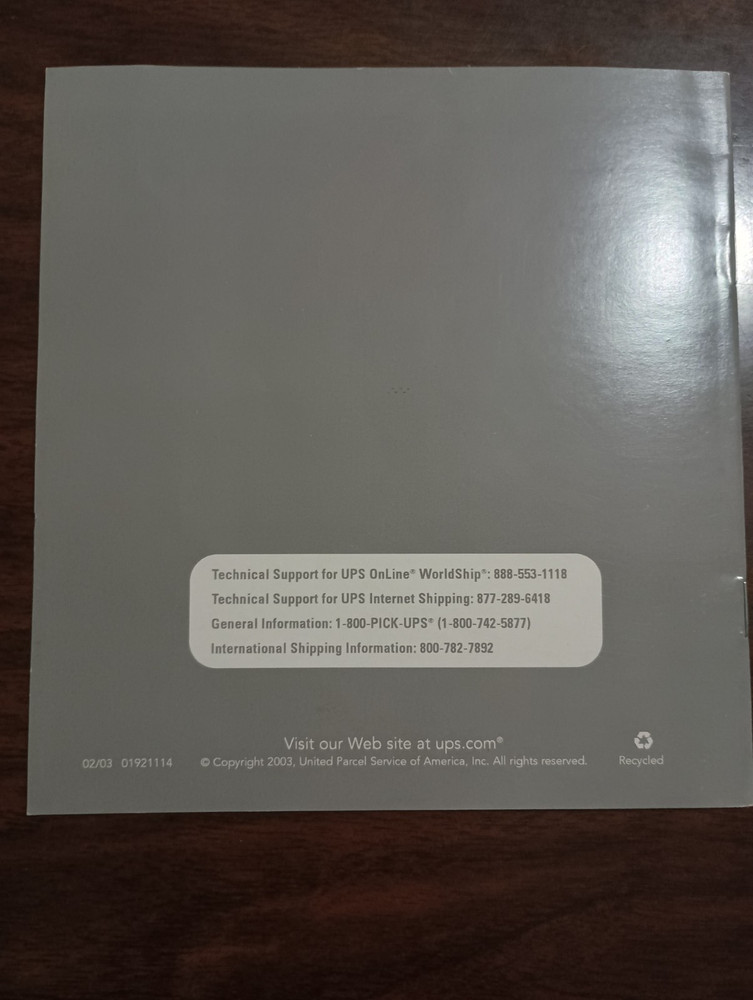 Technical Support for UPS OnLine® WorldShip®: 888-553-1118
Technical Support for UPS Internet Shipping: 877-289-6418
General Information: 1-800-PICK-UPS® (1-800-742-5877)
International Shipping Information: 800-782-7892
Visit our Web site at ups.com®
02/03 01921114 © Copyright 2003, United Parcel Service of America, Inc. All rights reserved. Recycled